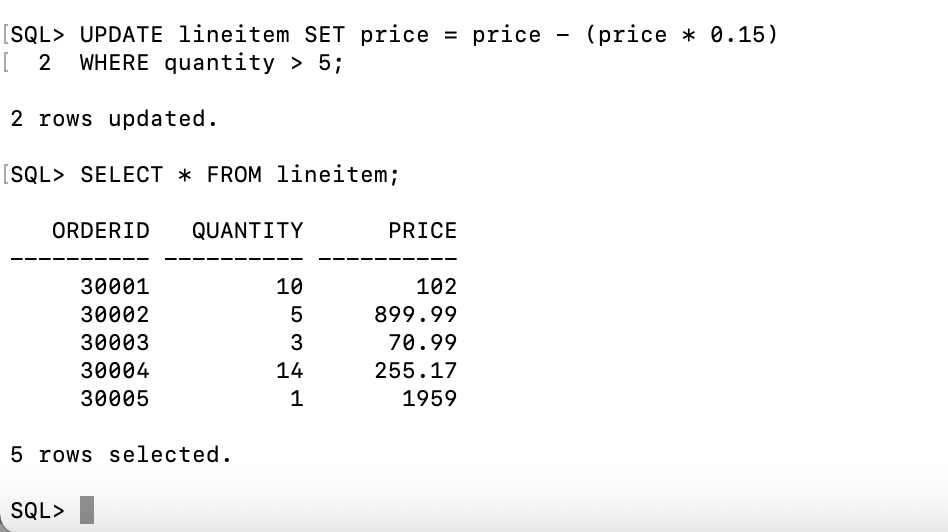 [SQL> UPDATE lineitem SET price = price - (price * 0.15)
[  2  WHERE quantity > 5;
2 rows updated.
[SQL> SELECT * FROM lineitem;
   ORDERID   QUANTITY      PRICE
---------- ---------- ----------
     30001         10        102
     30002          5     899.99
     30003          3      70.99
     30004         14     255.17
     30005          1       1959
5 rows selected.
SQL>